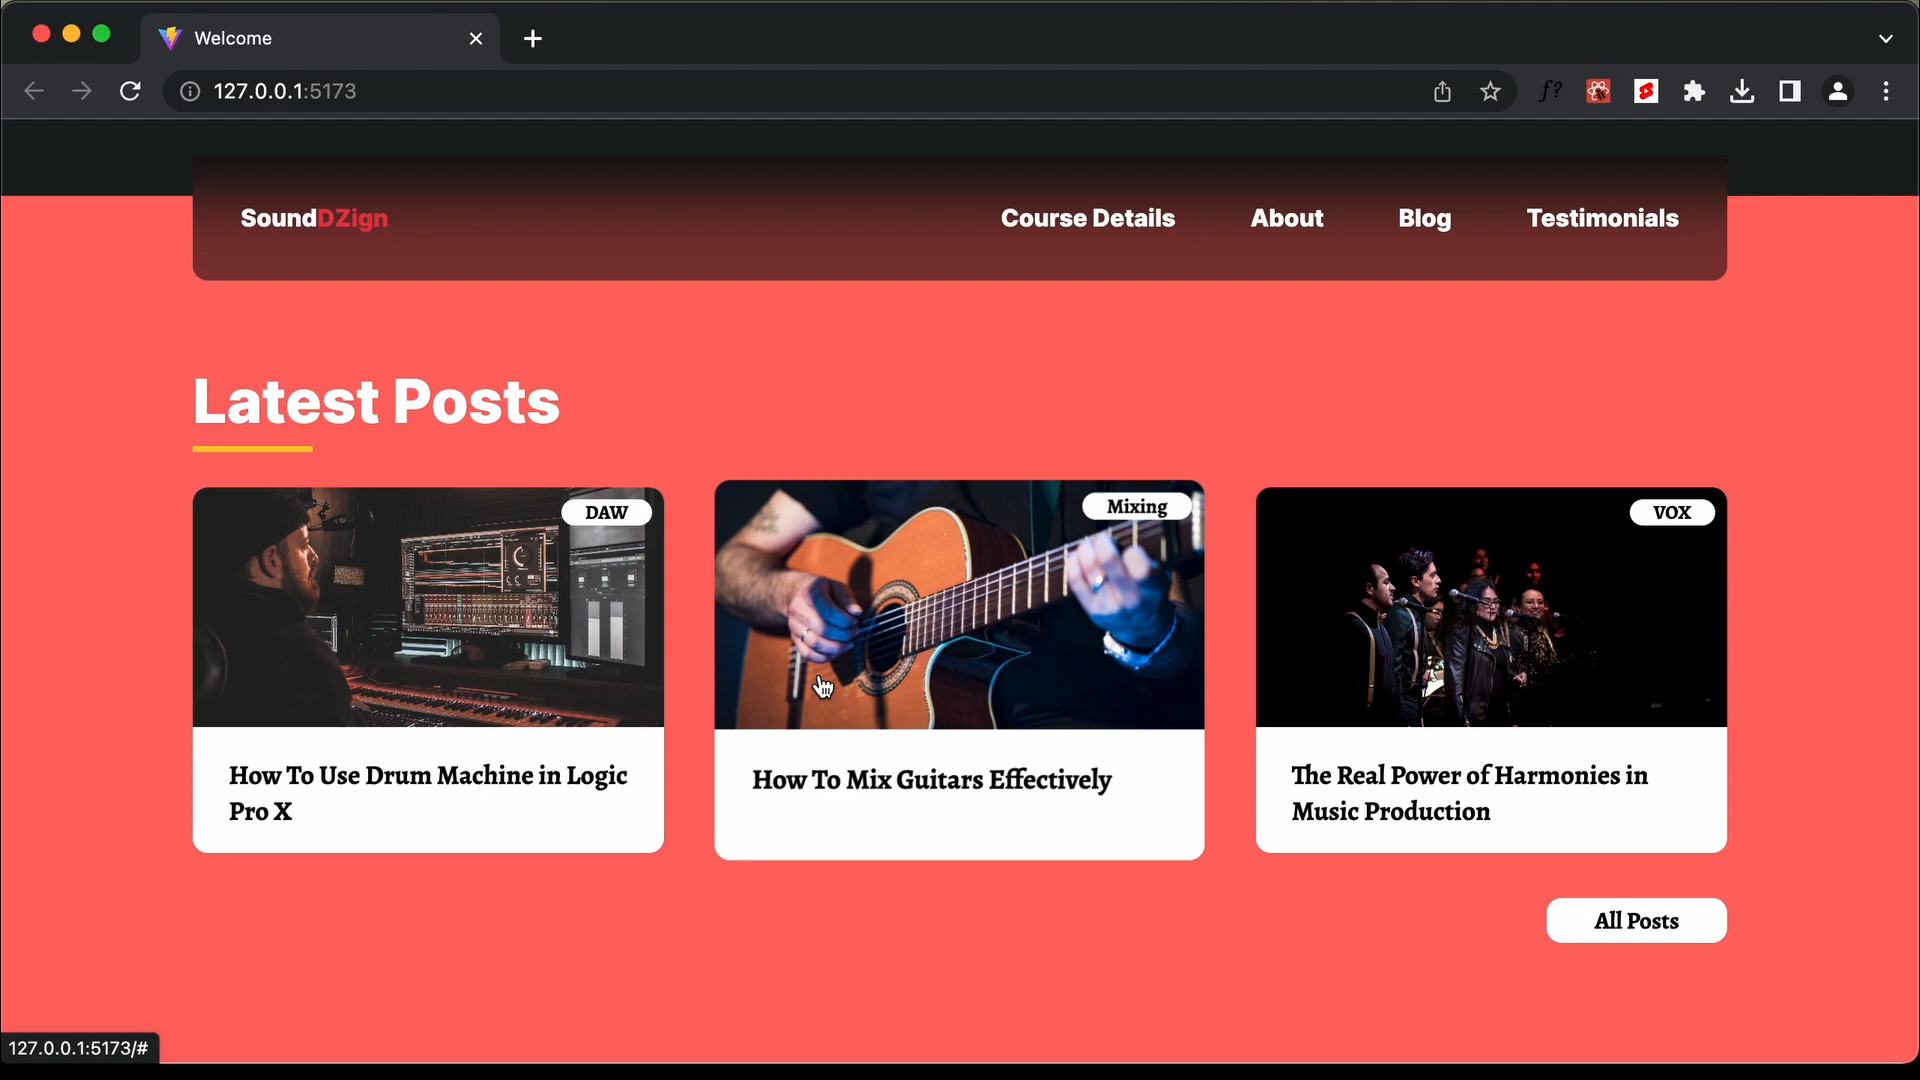 Welcome
127.0.0.1:5173
f?
SoundDZign
Course Details
About
Blog
Testimonials
Latest Posts
DAW
Mixing
VOX
How To Use Drum Machine in Logic
Pro X
How To Mix Guitars Effectively
The Real Power of Harmonies in
Music Production
All Posts
127.0.0.1:5173/#